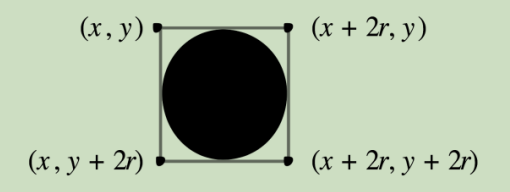 (x, y) (x + 2r, y)
(x, y + 2r) (x + 2r, y + 2r)